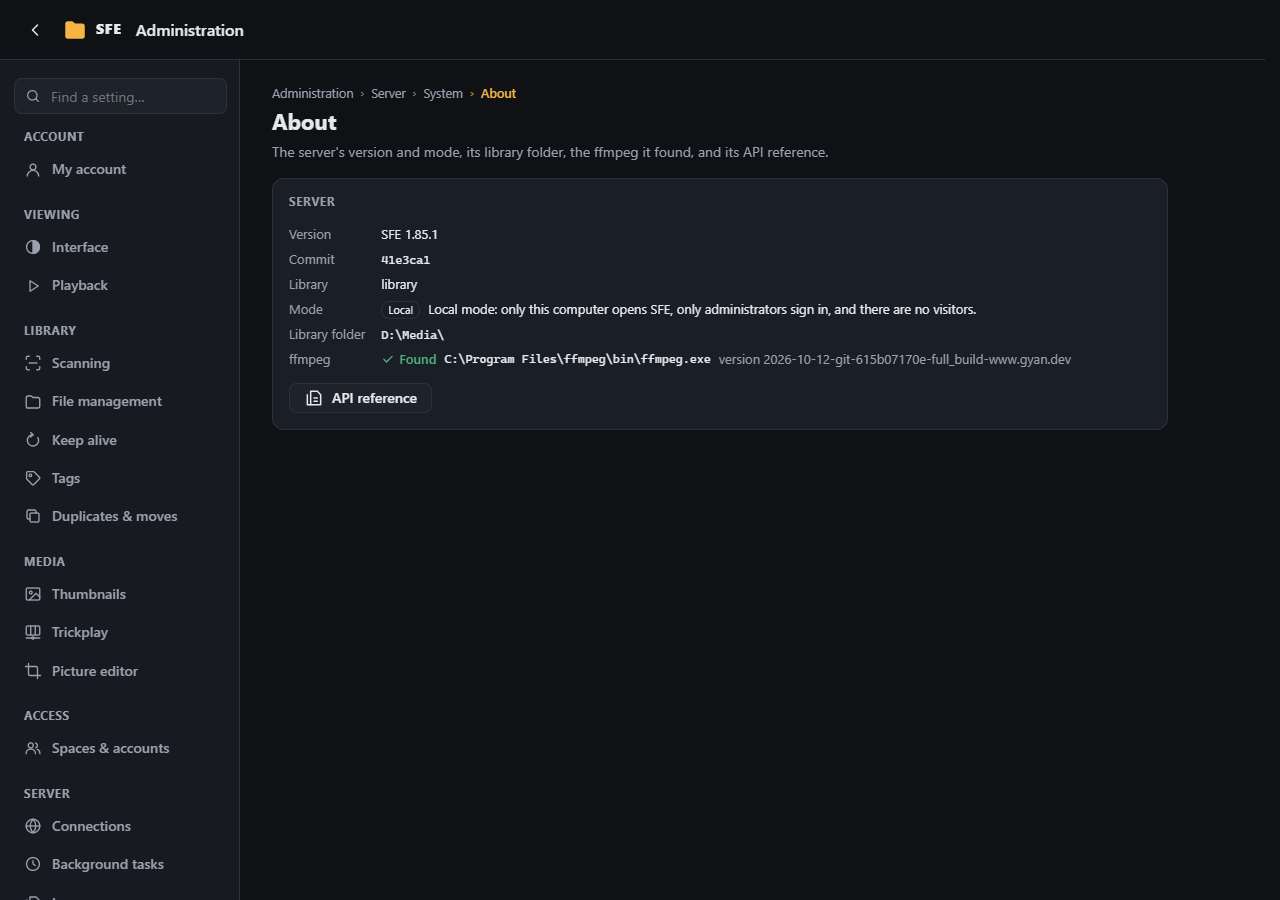 SFE Administration
Find a setting...
ACCOUNT
My account
VIEWING
Interface
Playback
LIBRARY
Scanning
File management
Keep alive
Tags
Duplicates & moves
MEDIA
Thumbnails
Trickplay
Picture editor
ACCESS
Spaces & accounts
SERVER
Connections
Background tasks
Administration › Server › System › About
About
The server's version and mode, its library folder, the ffmpeg it found, and its API reference.
SERVER
Version SFE 1.85.1
Commit 41e3ca1
Library library
Mode Local Local mode: only this computer opens SFE, only administrators sign in, and there are no visitors.
Library folder D:\Media\
ffmpeg Found C:\Program Files\ffmpeg\bin\ffmpeg.exe version 2026-10-12-git-615b07170e-full_build-www.gyan.dev
API reference